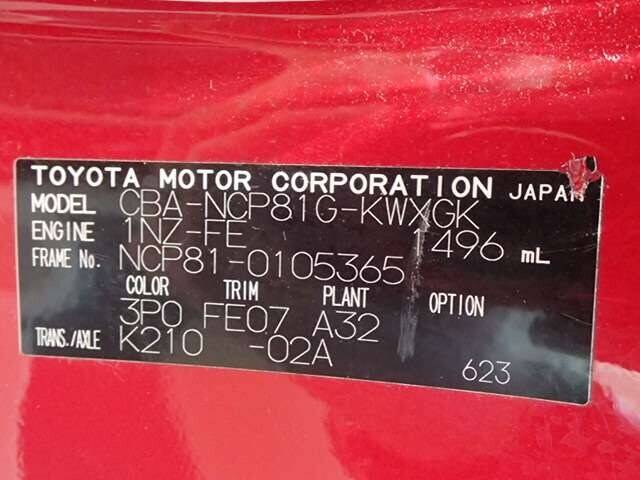 TOYOTA MOTOR CORPORATION JAPAN
MODEL CBA-NCP81G-KWXGK
ENGINE 1NZ-FE 1496 mL
FRAME No. NCP81-0105365
COLOR TRIM PLANT OPTION
3P0 FE07 A32
TRANS./AXLE K210 -02A
623